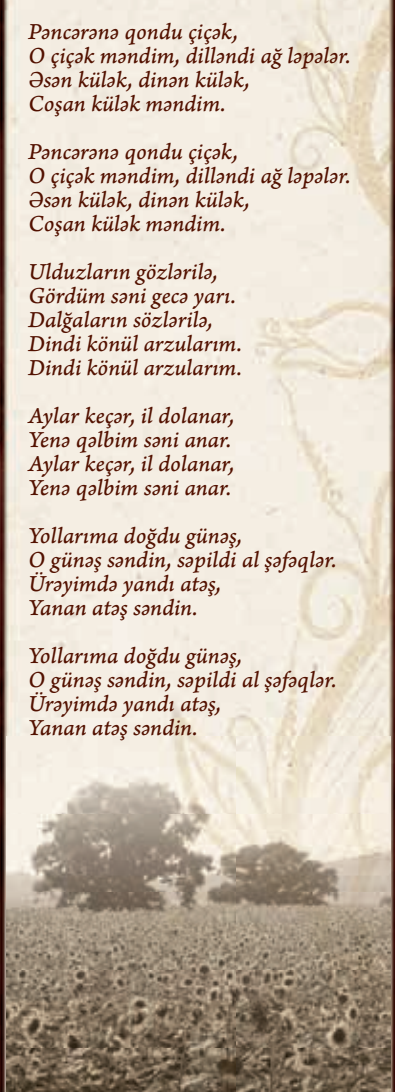 Pəncərənə qondu çiçək,
O çiçək məndim, dilləndi ağ ləpələr.
Əsən külək, dinən külək,
Coşan külək məndim.

Pəncərənə qondu çiçək,
O çiçək məndim, dilləndi ağ ləpələr.
Əsən külək, dinən külək,
Coşan külək məndim.

Ulduzların gözlərilə,
Gördüm səni gecə yarı.
Dalğaların sözlərilə,
Dindi könül arzularım.
Dindi könül arzularım.

Aylar keçər, il dolanar,
Yenə qəlbim səni anar.
Aylar keçər, il dolanar,
Yenə qəlbim səni anar.

Yollarıma doğdu günəş,
O günəş səndin, səpildi al şəfəqlər.
Ürəyimdə yandı atəş,
Yanan atəş səndin.

Yollarıma doğdu günəş,
O günəş səndin, səpildi al şəfəqlər.
Ürəyimdə yandı atəş,
Yanan atəş səndin.